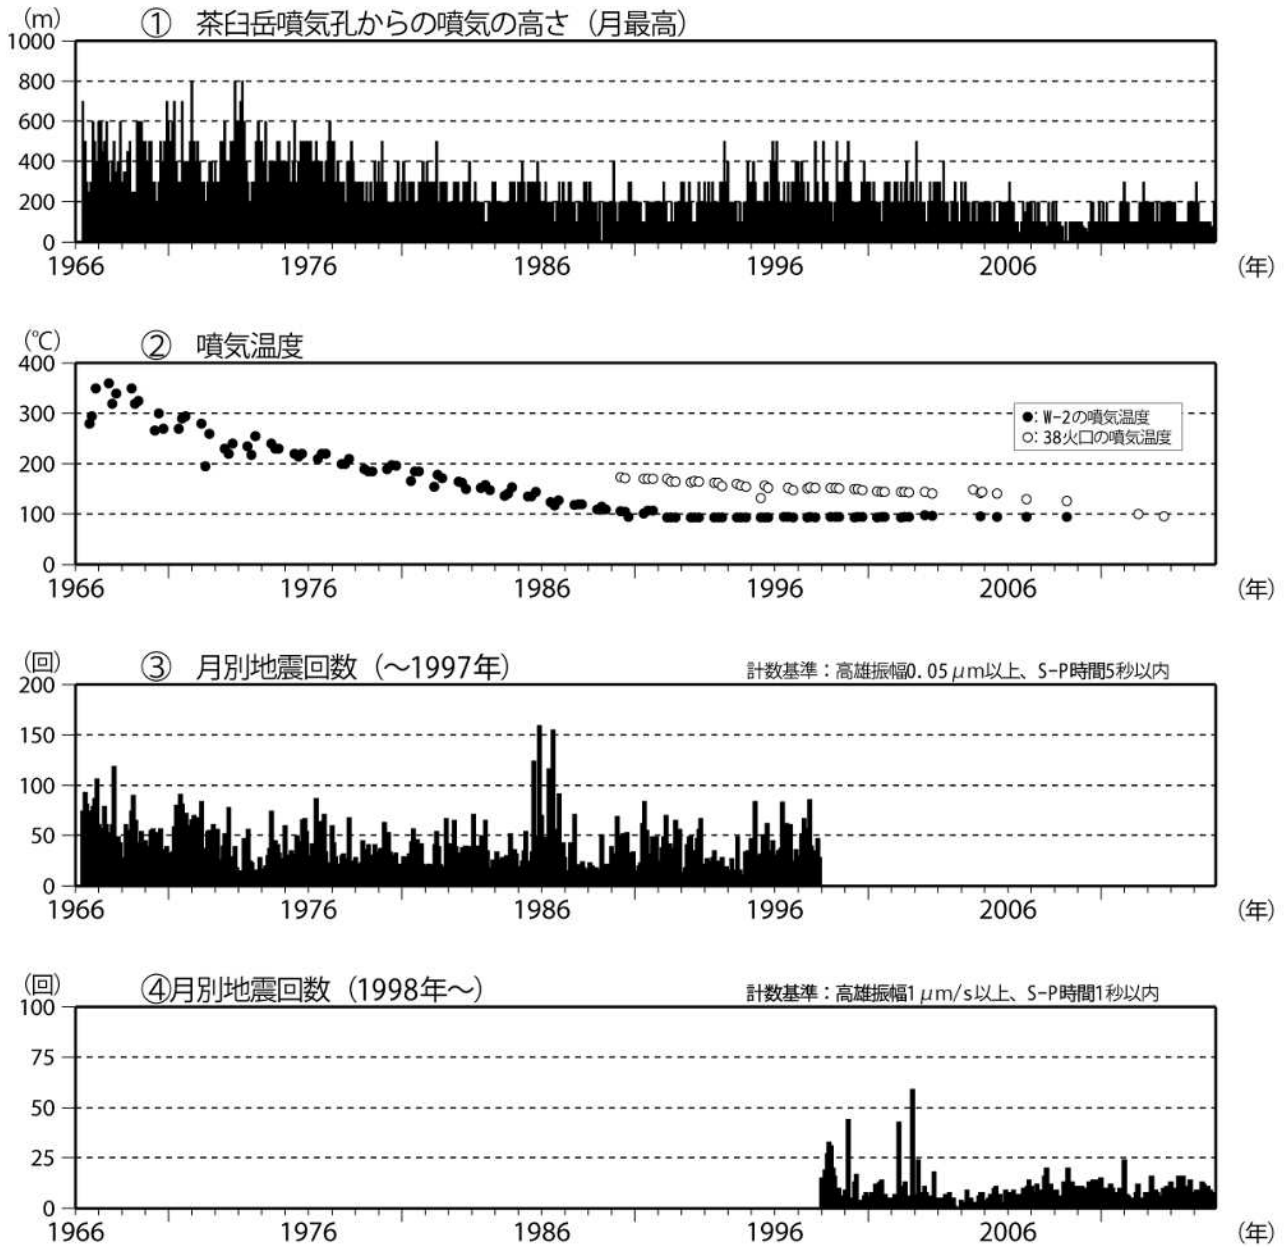 (m) ① 茶臼岳噴気孔からの噴気の高さ（月最高）
1000
800
600
400
200
0
1966 1976 1986 1996 2006 (年)
(℃) ② 噴気温度
400
300
200
100
0
●: W-2の噴気温度
○: 38火口の噴気温度
1966 1976 1986 1996 2006 (年)
(回) ③ 月別地震回数（～1997年） 計数基準：高雄振幅0.05μm以上、S-P時間5秒以内
200
150
100
50
0
1966 1976 1986 1996 2006 (年)
(回) ④月別地震回数（1998年～） 計数基準：高雄振幅1μm/s以上、S-P時間1秒以内
100
75
50
25
0
1966 1976 1986 1996 2006 (年)